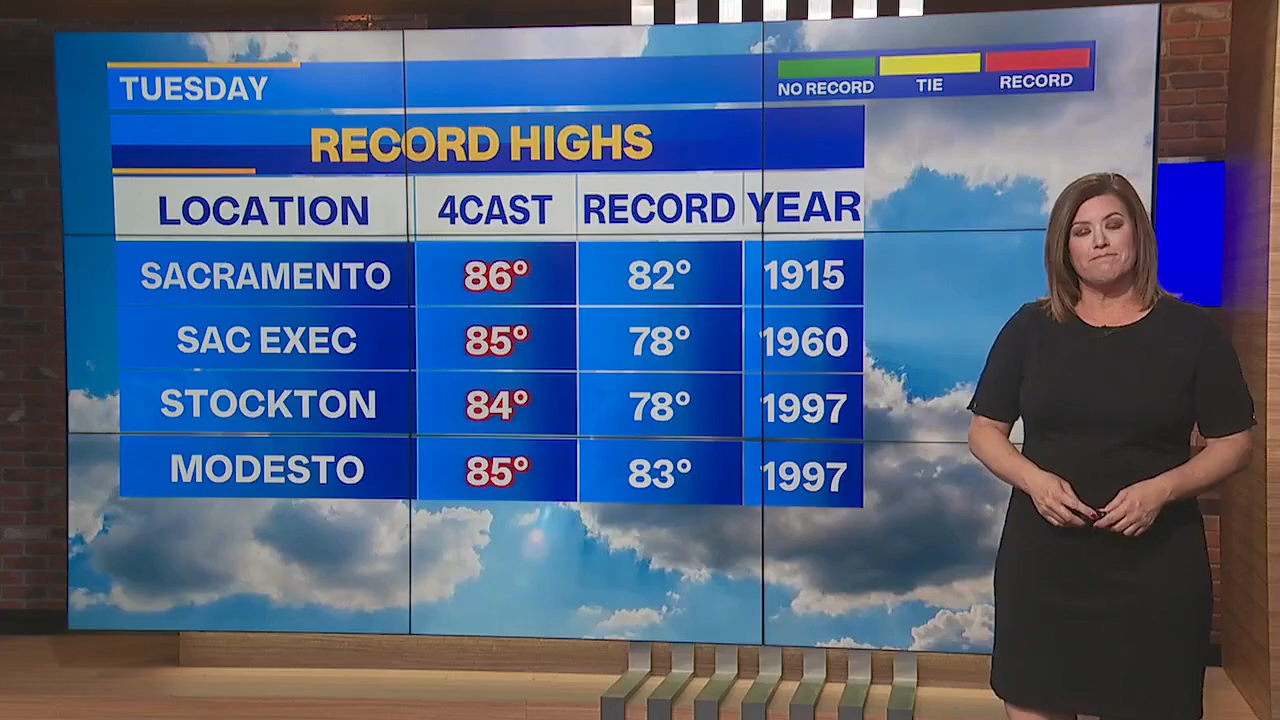 TUESDAY
NO RECORD TIE RECORD
RECORD HIGHS
LOCATION 4CAST RECORD YEAR
SACRAMENTO 86° 82° 1915
SAC EXEC 85° 78° 1960
STOCKTON 84° 78° 1997
MODESTO 85° 83° 1997